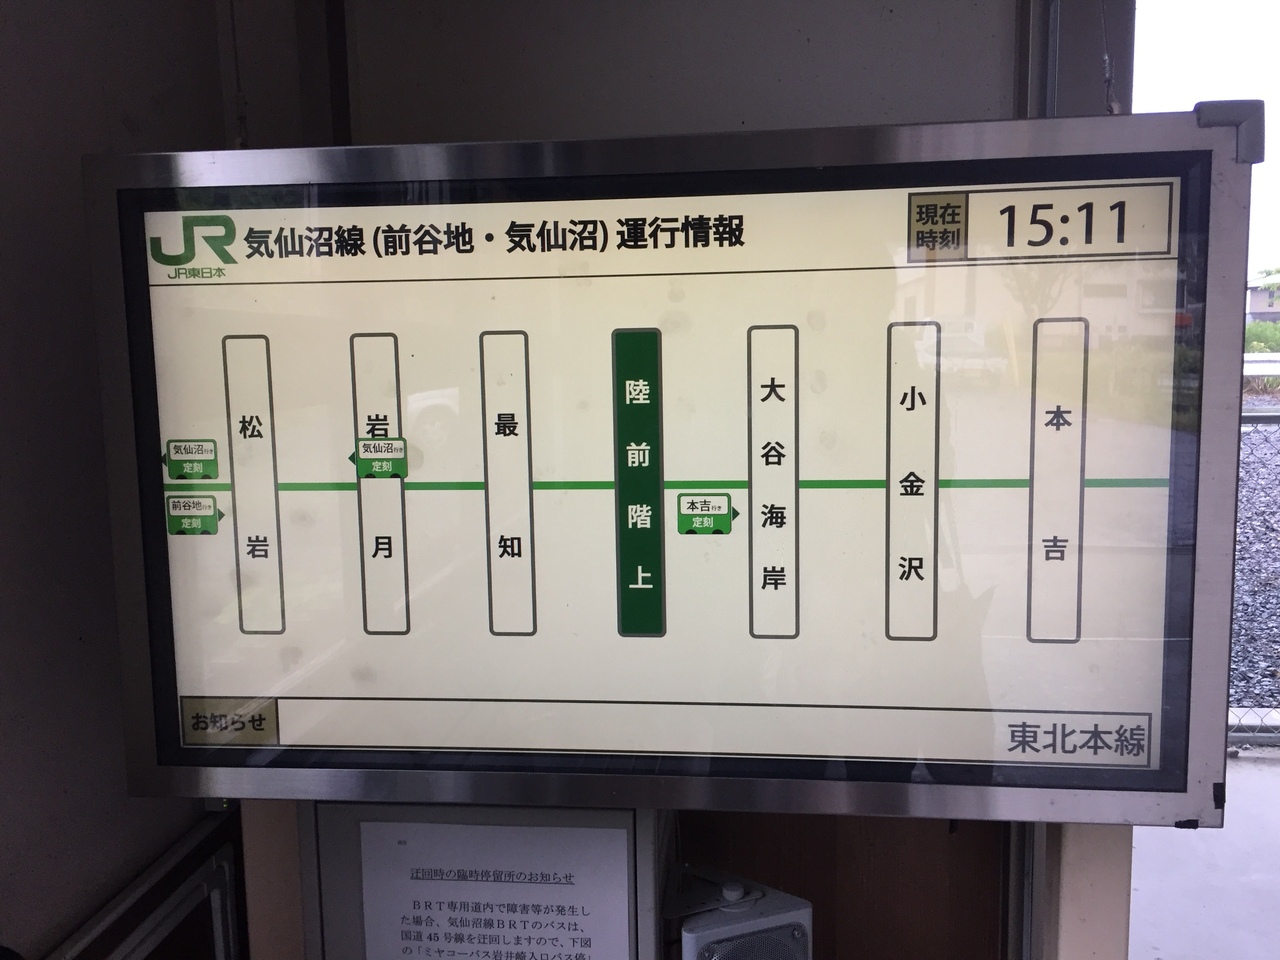 JR
JR東日本
気仙沼線(前谷地・気仙沼)運行情報
現在
時刻
15:11
松岩
岩月
最知
陸前階上
大谷海岸
小金沢
本吉
気仙沼行き
定刻
気仙沼行き
定刻
前谷地行き
定刻
本吉行き
定刻
お知らせ
東北本線
迂回時の臨時停留所のお知らせ
BRT専用道内で障害等が発生し
た場合、気仙沼線BRTのバスは、
国道45号線を迂回しますので、下図
の「ミヤコーバス岩井崎入口バス停」